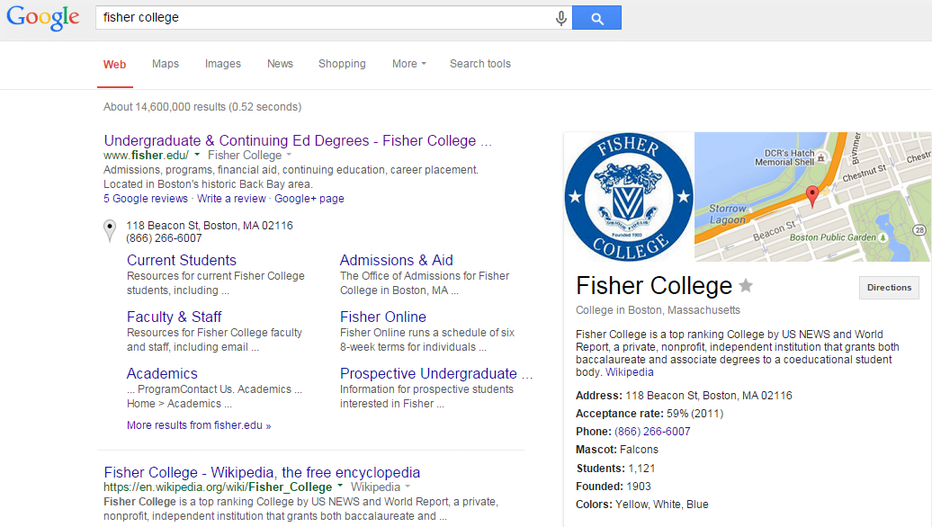 Google
fisher college
Web Maps Images News Shopping More Search tools
About 14,600,000 results (0.52 seconds)
Undergraduate & Continuing Ed Degrees - Fisher College ...
www.fisher.edu/ Fisher College
Admissions, programs, financial aid, continuing education, career placement.
Located in Boston's historic Back Bay area.
5 Google reviews · Write a review · Google+ page
118 Beacon St, Boston, MA 02116
(866) 266-6007
Current Students
Resources for current Fisher College
students, including ...
Admissions & Aid
The Office of Admissions for Fisher
College in Boston, MA ...
Faculty & Staff
Resources for Fisher College faculty
and staff, including email ...
Fisher Online
Fisher Online runs a schedule of six
8-week terms for individuals ...
Academics
... ProgramContact Us. Academics ...
Home > Academics ...
Prospective Undergraduate ...
Information for prospective students
interested in Fisher ...
More results from fisher.edu »
Fisher College - Wikipedia, the free encyclopedia
https://en.wikipedia.org/wiki/Fisher_College Wikipedia
Fisher College is a top ranking College by US NEWS and World Report, a private,
nonprofit, independent institution that grants both baccalaureate and ...
FISHER
COLLEGE
Founded 1903
DCR's Hatch
Memorial Shell
Storrow
Lagoon
Beacon St
Boston Public Garden
Chestnut St
28
Fisher College
Directions
College in Boston, Massachusetts
Fisher College is a top ranking College by US NEWS and World
Report, a private, nonprofit, independent institution that grants both
baccalaureate and associate degrees to a coeducational student
body. Wikipedia
Address: 118 Beacon St, Boston, MA 02116
Acceptance rate: 59% (2011)
Phone: (866) 266-6007
Mascot: Falcons
Students: 1,121
Founded: 1903
Colors: Yellow, White, Blue